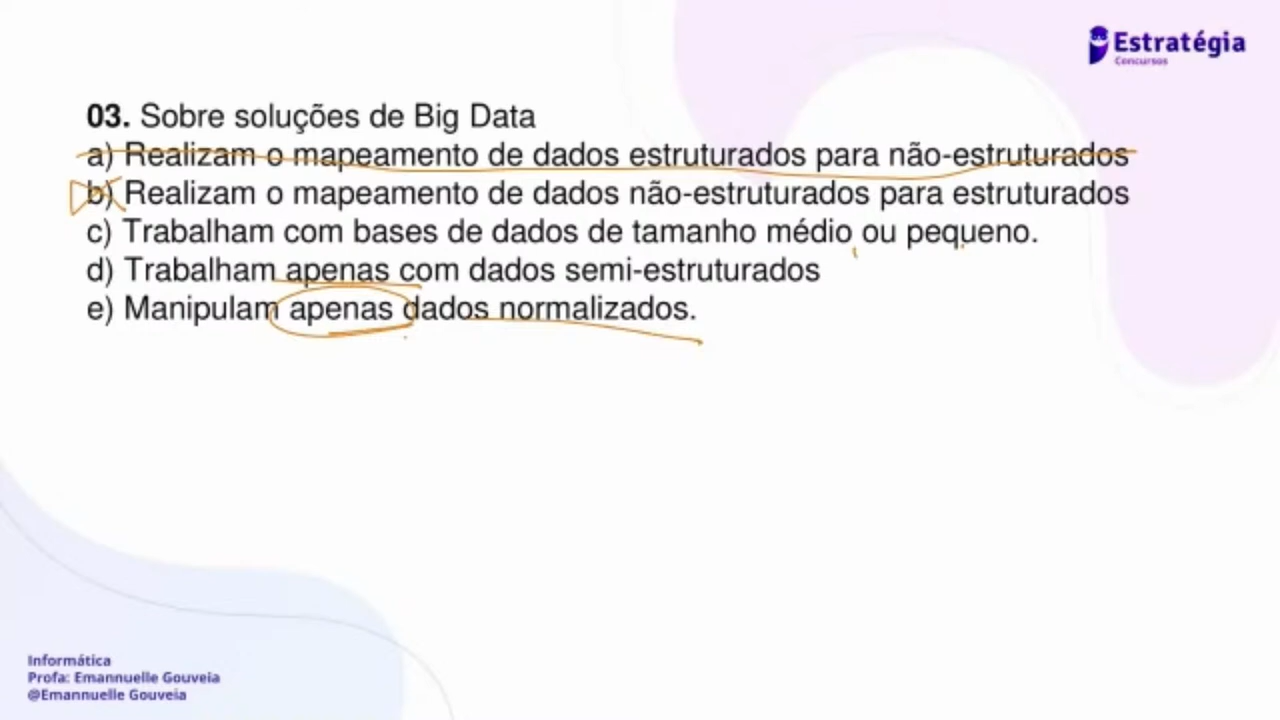 Estratégia
Concursos
03. Sobre soluções de Big Data
a) Realizam o mapeamento de dados estruturados para não-estruturados
b) Realizam o mapeamento de dados não-estruturados para estruturados
c) Trabalham com bases de dados de tamanho médio ou pequeno.
d) Trabalham apenas com dados semi-estruturados
e) Manipulam apenas dados normalizados.
Informática
Profa: Emannuelle Gouveia
@Emannuelle Gouveia